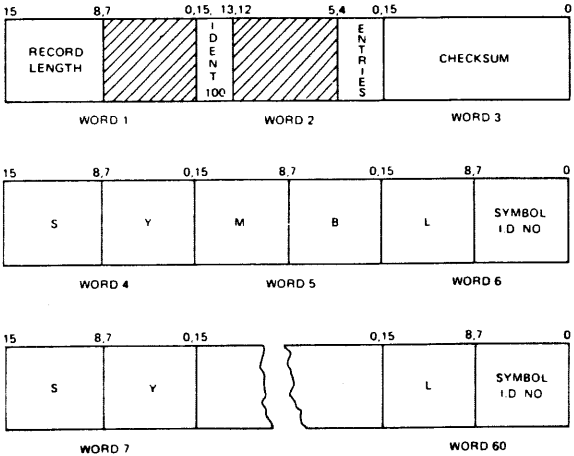 15 8,7 0,15, 13,12 5,4 0,15 0
RECORD LENGTH IDENT 100 ENTRIES CHECKSUM
WORD 1 WORD 2 WORD 3
15 8,7 0,15 8,7 0,15 8,7 0
S Y M B L SYMBOL I.D NO
WORD 4 WORD 5 WORD 6
15 8,7 0,15 0,15 8,7 0
S Y L SYMBOL I.D NO
WORD 7 WORD 60